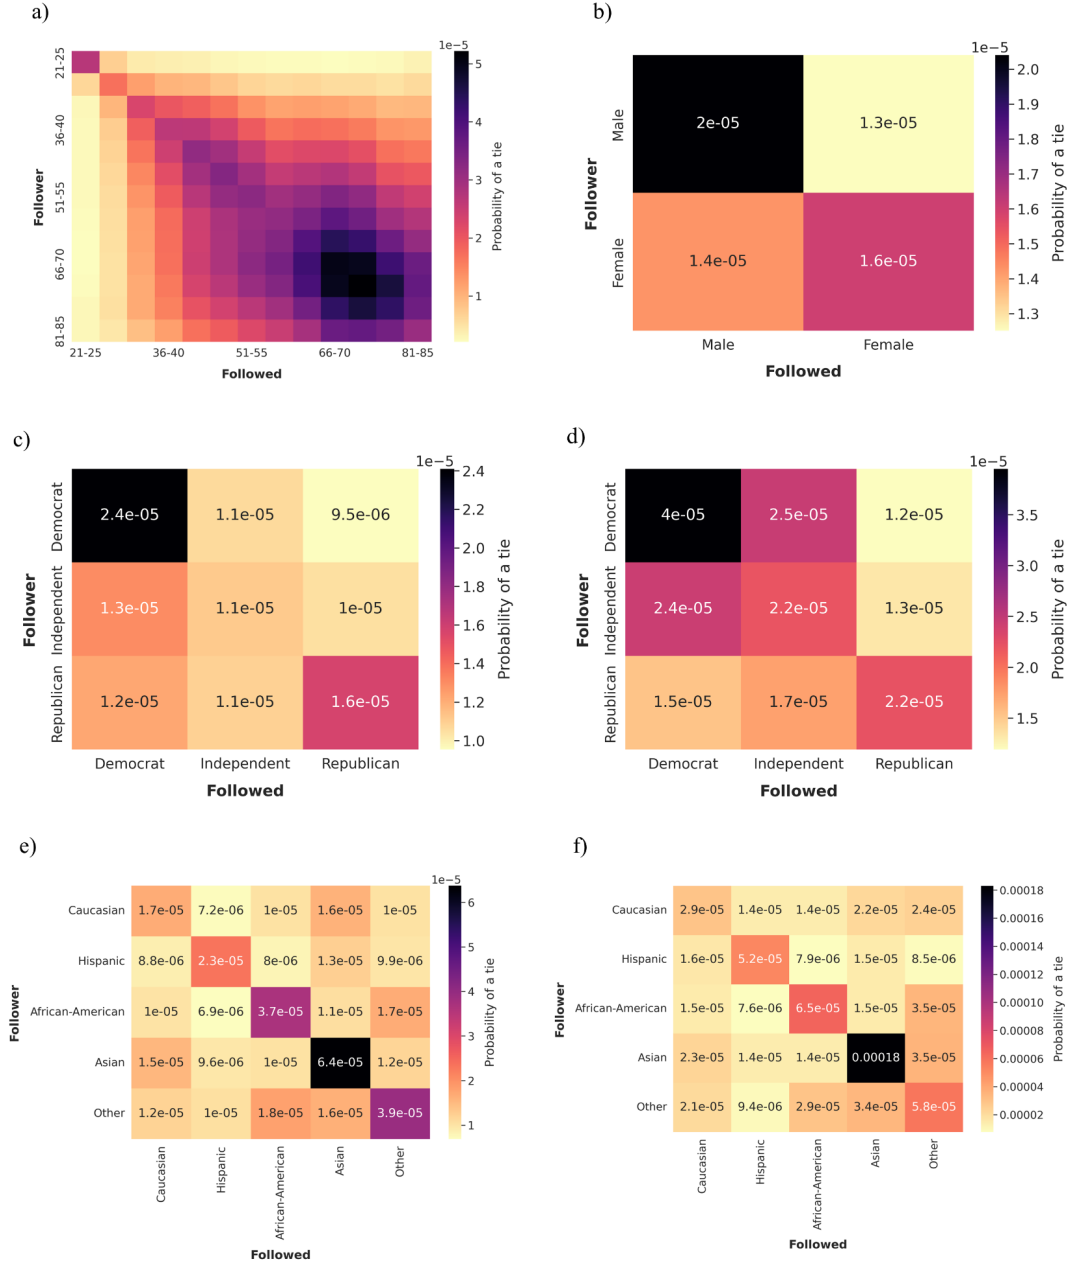 a)
1e−5
21-25
36-40
51-55
66-70
81-85
Follower
21-25 36-40 51-55 66-70 81-85
Followed
5
4
3
2
1
Probability of a tie
b)
1e−5
Male
Female
Follower
2e-05 1.3e-05
1.4e-05 1.6e-05
Male Female
Followed
2.0
1.9
1.8
1.7
1.6
1.5
1.4
1.3
Probability of a tie
c)
1e−5
Democrat
Independent
Republican
Follower
2.4e-05 1.1e-05 9.5e-06
1.3e-05 1.1e-05 1e-05
1.2e-05 1.1e-05 1.6e-05
Democrat Independent Republican
Followed
2.4
2.2
2.0
1.8
1.6
1.4
1.2
1.0
Probability of a tie
d)
1e−5
Democrat
Independent
Republican
Follower
4e-05 2.5e-05 1.2e-05
2.4e-05 2.2e-05 1.3e-05
1.5e-05 1.7e-05 2.2e-05
Democrat Independent Republican
Followed
3.5
3.0
2.5
2.0
1.5
Probability of a tie
e)
1e−5
Follower
Caucasian 1.7e-05 7.2e-06 1e-05 1.6e-05 1e-05
Hispanic 8.8e-06 2.3e-05 8e-06 1.3e-05 9.9e-06
African-American 1e-05 6.9e-06 3.7e-05 1.1e-05 1.7e-05
Asian 1.5e-05 9.6e-06 1e-05 6.4e-05 1.2e-05
Other 1.2e-05 1e-05 1.8e-05 1.6e-05 3.9e-05
Caucasian Hispanic African-American Asian Other
Followed
6
5
4
3
2
1
Probability of a tie
f)
Follower
Caucasian 2.9e-05 1.4e-05 1.4e-05 2.2e-05 2.4e-05
Hispanic 1.6e-05 5.2e-05 7.9e-06 1.5e-05 8.5e-06
African-American 1.5e-05 7.6e-06 6.5e-05 1.5e-05 3.5e-05
Asian 2.3e-05 1.4e-05 1.4e-05 0.00018 3.5e-05
Other 2.1e-05 9.4e-06 2.9e-05 3.4e-05 5.8e-05
Caucasian Hispanic African-American Asian Other
Followed
0.00018
0.00016
0.00014
0.00012
0.00010
0.00008
0.00006
0.00004
0.00002
Probability of a tie